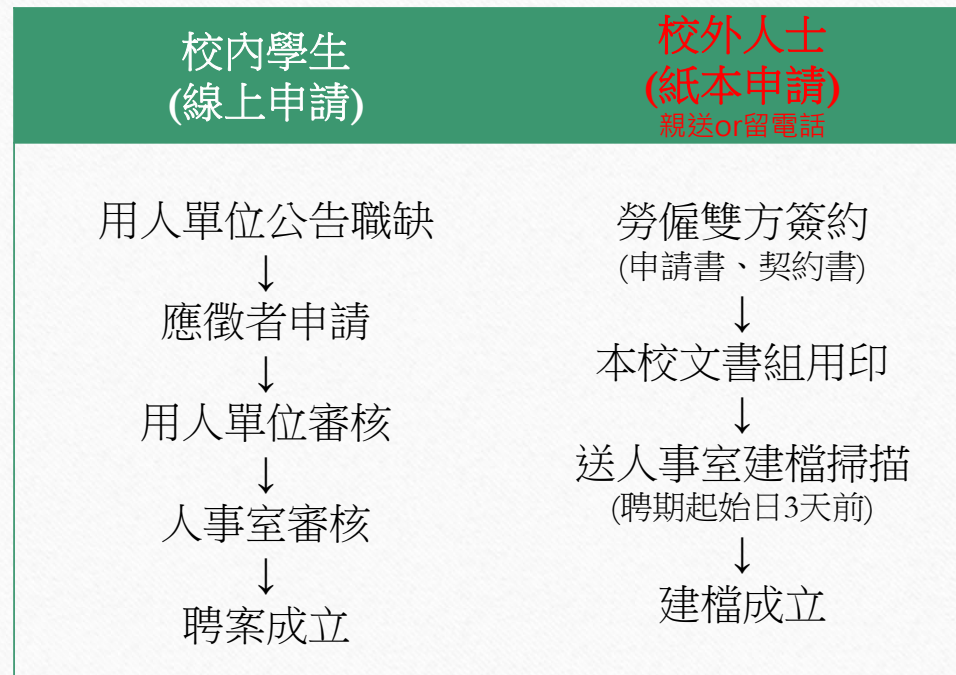 校內學生
(線上申請)
校外人士
(紙本申請)
親送or留電話
用人單位公告職缺
↓
應徵者申請
↓
用人單位審核
↓
人事室審核
↓
聘案成立
勞僱雙方簽約
(申請書、契約書)
↓
本校文書組用印
↓
送人事室建檔掃描
(聘期起始日3天前)
↓
建檔成立